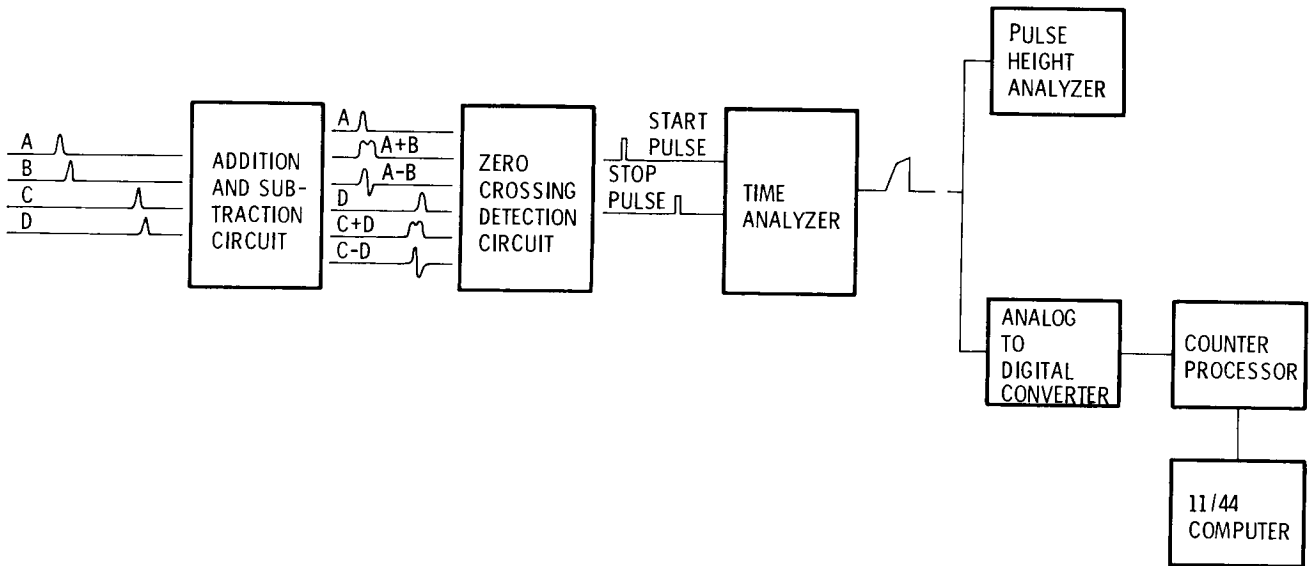 A
B
C
D
ADDITION
AND SUB-
TRACTION
CIRCUIT
A
A+B
A-B
D
C+D
C-D
ZERO
CROSSING
DETECTION
CIRCUIT
START
PULSE
STOP
PULSE
TIME
ANALYZER
PULSE
HEIGHT
ANALYZER
ANALOG
TO
DIGITAL
CONVERTER
COUNTER
PROCESSOR
11/44
COMPUTER